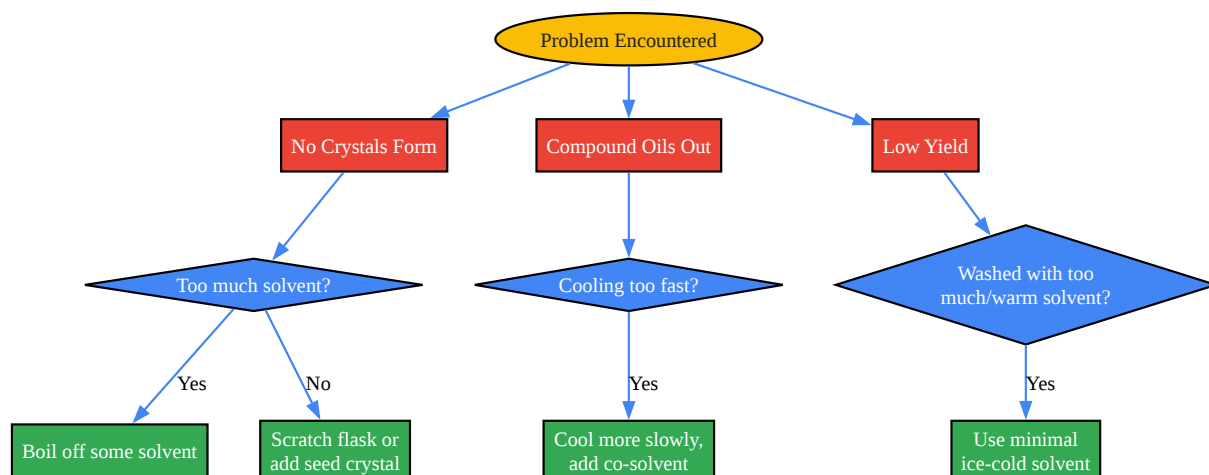 Problem Encountered
No Crystals Form
Compound Oils Out
Low Yield
Too much solvent?
Cooling too fast?
Washed with too
much/warm solvent?
Yes
No
Yes
Yes
Boil off some solvent
Scratch flask or
add seed crystal
Cool more slowly,
add co-solvent
Use minimal
ice-cold solvent